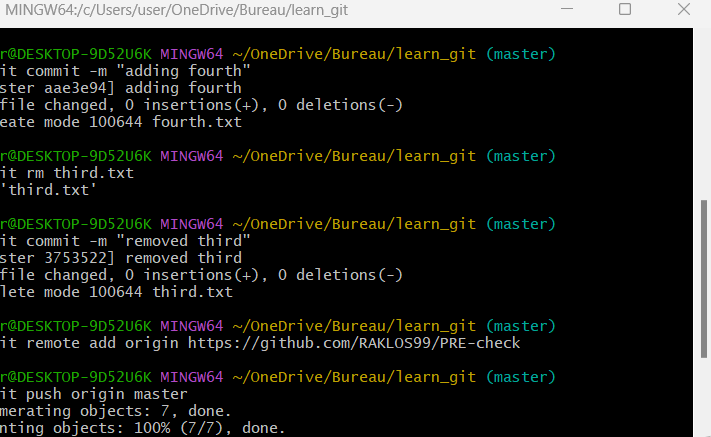 MINGW64:/c/Users/user/OneDrive/Bureau/learn_git
r@DESKTOP-9D52U6K MINGW64 ~/OneDrive/Bureau/learn_git (master)
it commit -m "adding fourth"
ster aae3e94] adding fourth
file changed, 0 insertions(+), 0 deletions(-)
eate mode 100644 fourth.txt
r@DESKTOP-9D52U6K MINGW64 ~/OneDrive/Bureau/learn_git (master)
it rm third.txt
'third.txt'
r@DESKTOP-9D52U6K MINGW64 ~/OneDrive/Bureau/learn_git (master)
it commit -m "removed third"
ster 3753522] removed third
file changed, 0 insertions(+), 0 deletions(-)
lete mode 100644 third.txt
r@DESKTOP-9D52U6K MINGW64 ~/OneDrive/Bureau/learn_git (master)
it remote add origin https://github.com/RAKLOS99/PRE-check
r@DESKTOP-9D52U6K MINGW64 ~/OneDrive/Bureau/learn_git (master)
it push origin master
merating objects: 7, done.
nting objects: 100% (7/7), done.